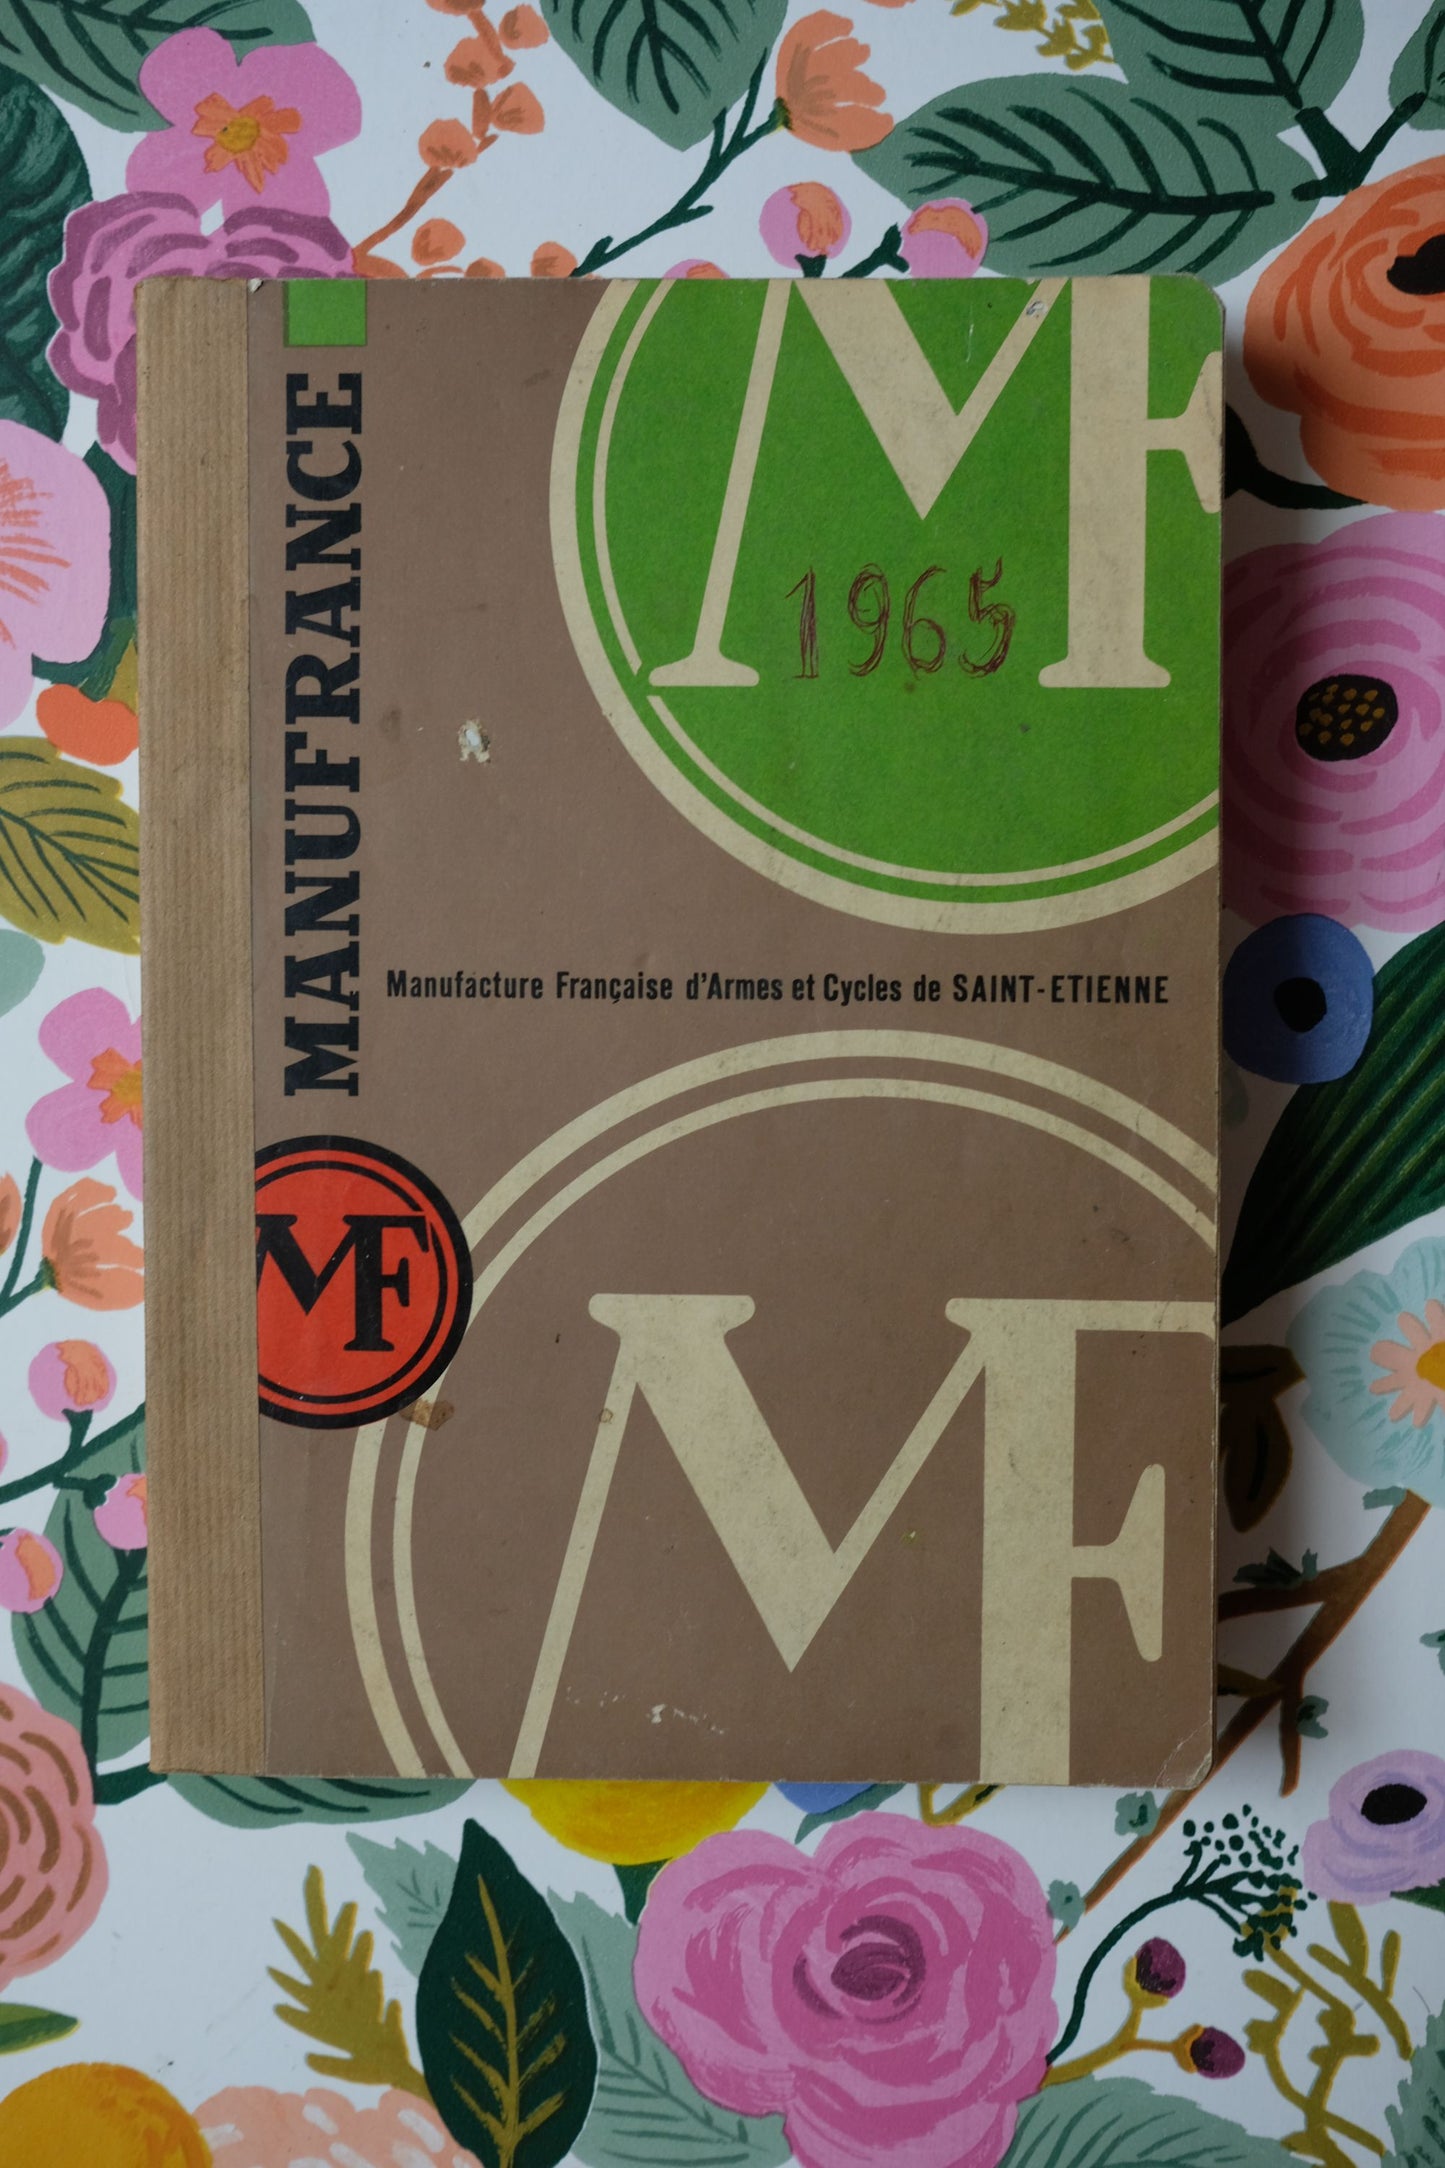 MF
1965
MANUFRANCE
Manufacture Française d'Armes et Cycles de SAINT-ETIENNE
MF
MF